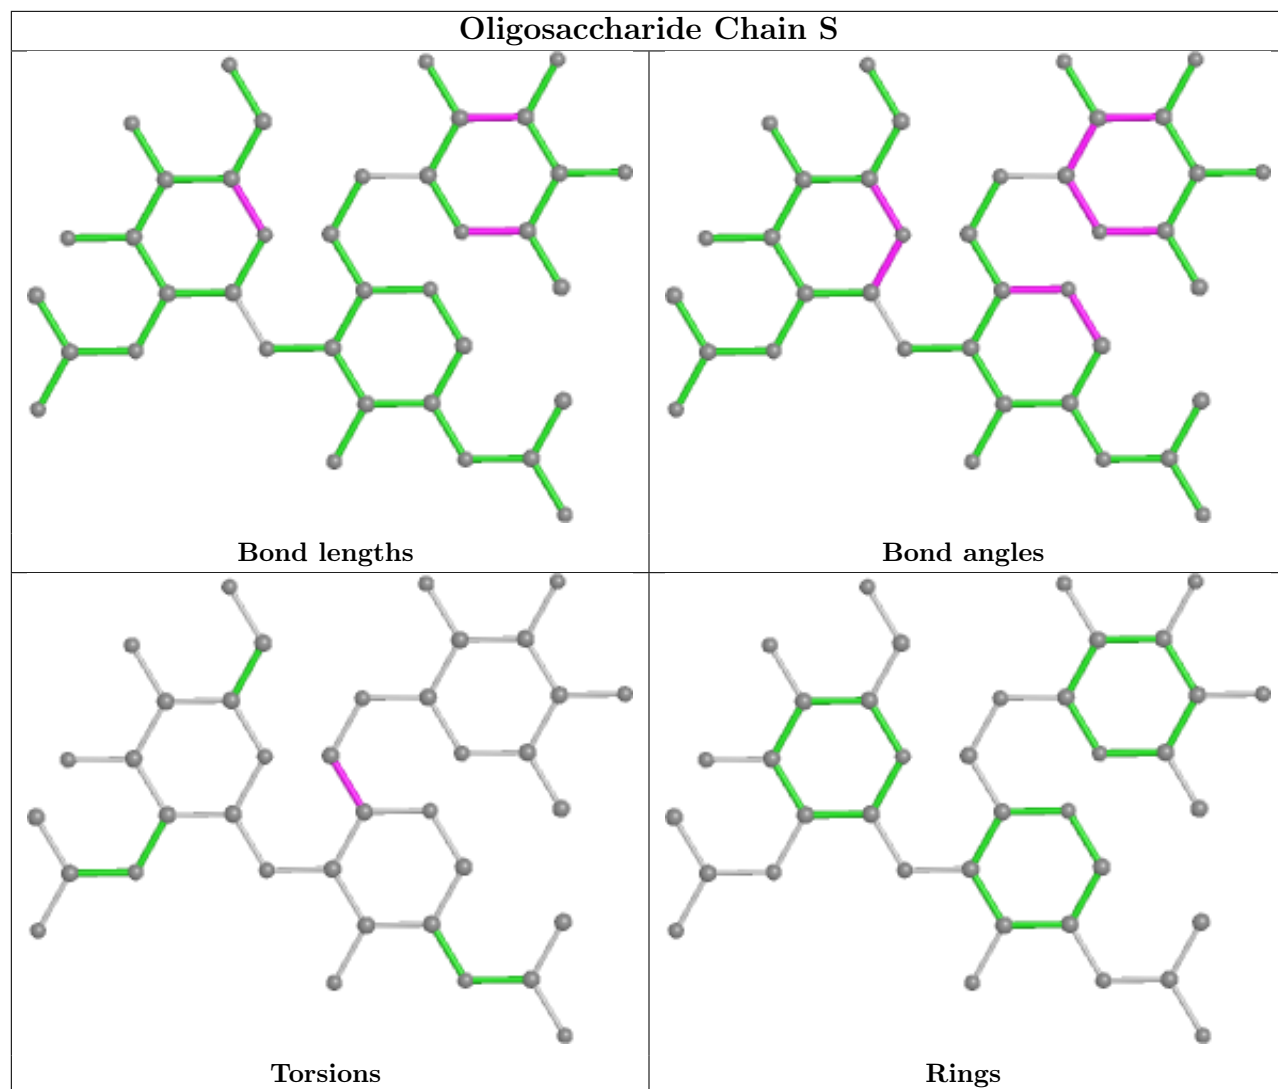 Oligosaccharide Chain S
Bond lengths
Bond angles
Torsions
Rings